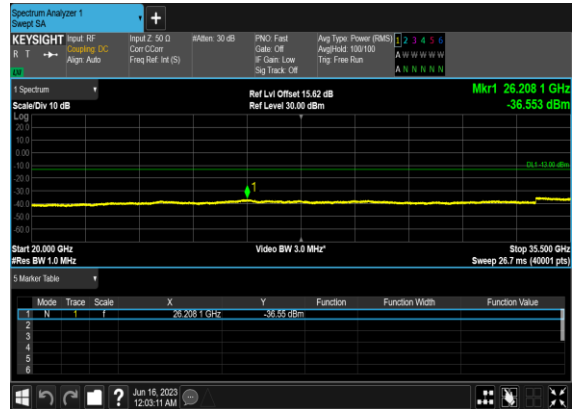 Spectrum Analyzer 1
Swept SA
+
KEYSIGHT Input: RF Input Z: 50 Ω #Atten: 30 dB PNO: Fast Avg Type: Power (RMS) 1 2 3 4 5 6
R T Coupling: DC Corr CCorr Gate: Off Avg|Hold: 100/100 A W W W W W
Align: Auto Freq Ref: Int (S) IF Gain: Low Trig: Free Run
Sig Track: Off A N N N N N
1 Spectrum Ref Lvl Offset 15.62 dB Mkr1 26.208 1 GHz
Scale/Div 10 dB Ref Level 30.00 dBm -36.553 dBm
Log
20.0
10.0
0.00
-10.0 DL1 -13.00 dBm
-20.0
-30.0 1
-40.0
-50.0
-60.0
Start 20.000 GHz Video BW 3.0 MHz* Stop 35.500 GHz
#Res BW 1.0 MHz Sweep 26.7 ms (40001 pts)
5 Marker Table
Mode Trace Scale X Y Function Function Width Function Value
1 N 1 f 26.208 1 GHz -36.55 dBm
2
3
4
5
6
? Jun 16, 2023
12:03:11 AM